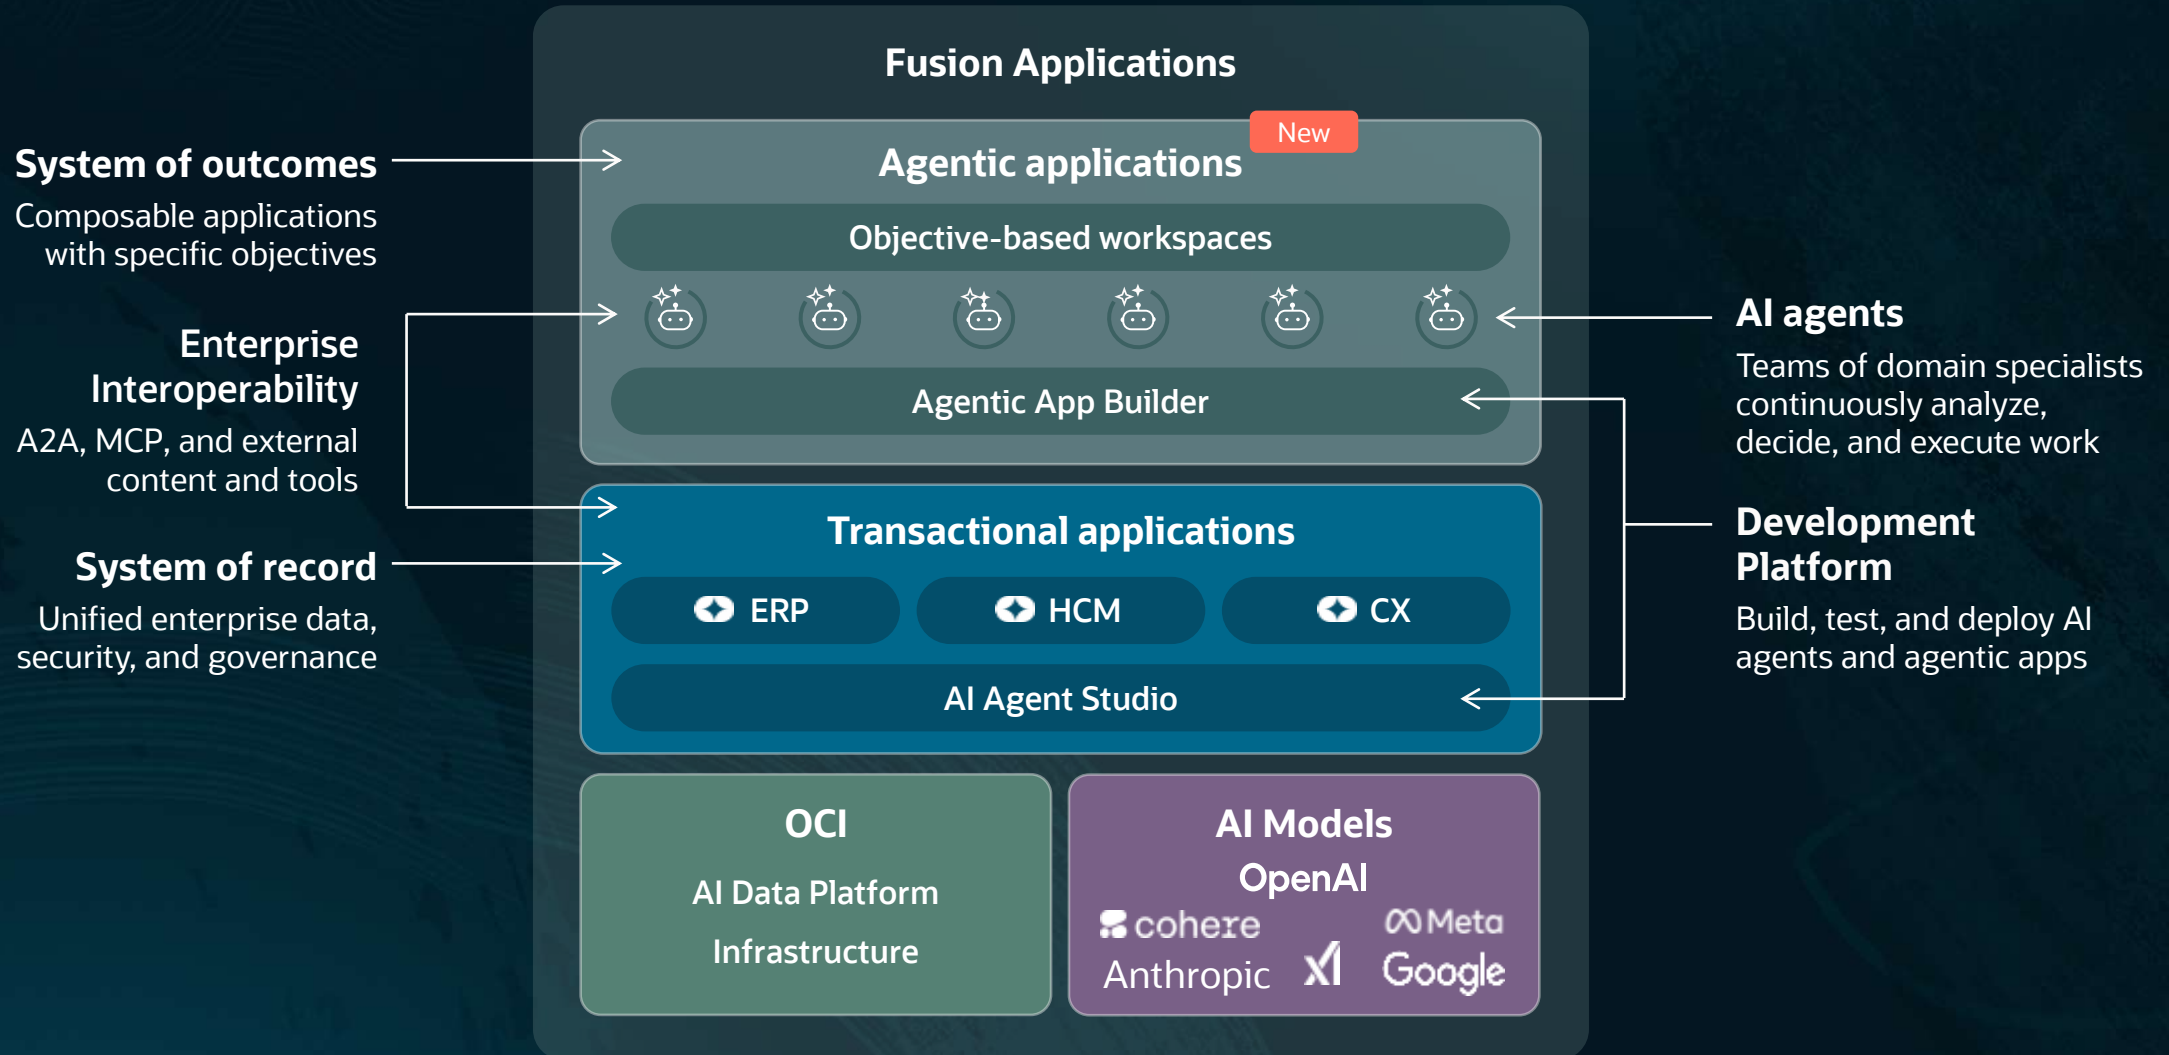 Fusion Applications
New
System of outcomes
Composable applications
with specific objectives
Agentic applications
Objective-based workspaces
Enterprise
Interoperability
A2A, MCP, and external
content and tools
AI agents
Teams of domain specialists
continuously analyze,
decide, and execute work
Agentic App Builder
System of record
Unified enterprise data,
security, and governance
Transactional applications
ERP
HCM
CX
AI Agent Studio
Development
Platform
Build, test, and deploy AI
agents and agentic apps
OCI
AI Data Platform
Infrastructure
AI Models
OpenAI
cohere
Meta
Anthropic
xI
Google